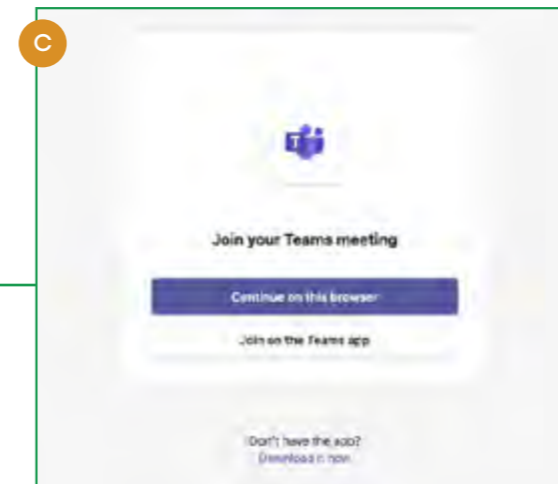 C
T
Join your Teams meeting
Continue on this browser
Join on the Teams app
Don't have the app?
Download it now